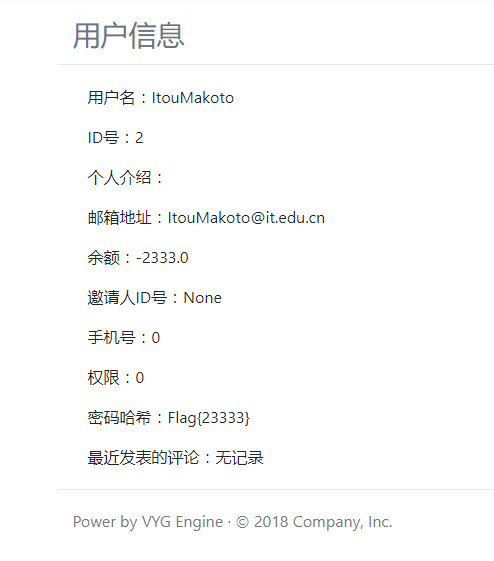 用户信息
用户名：ItouMakoto
ID号：2
个人介绍：
邮箱地址：ItouMakoto@it.edu.cn
余额：-2333.0
邀请人ID号：None
手机号：0
权限：0
密码哈希：Flag{23333}
最近发表的评论：无记录
Power by VYG Engine · © 2018 Company, Inc.